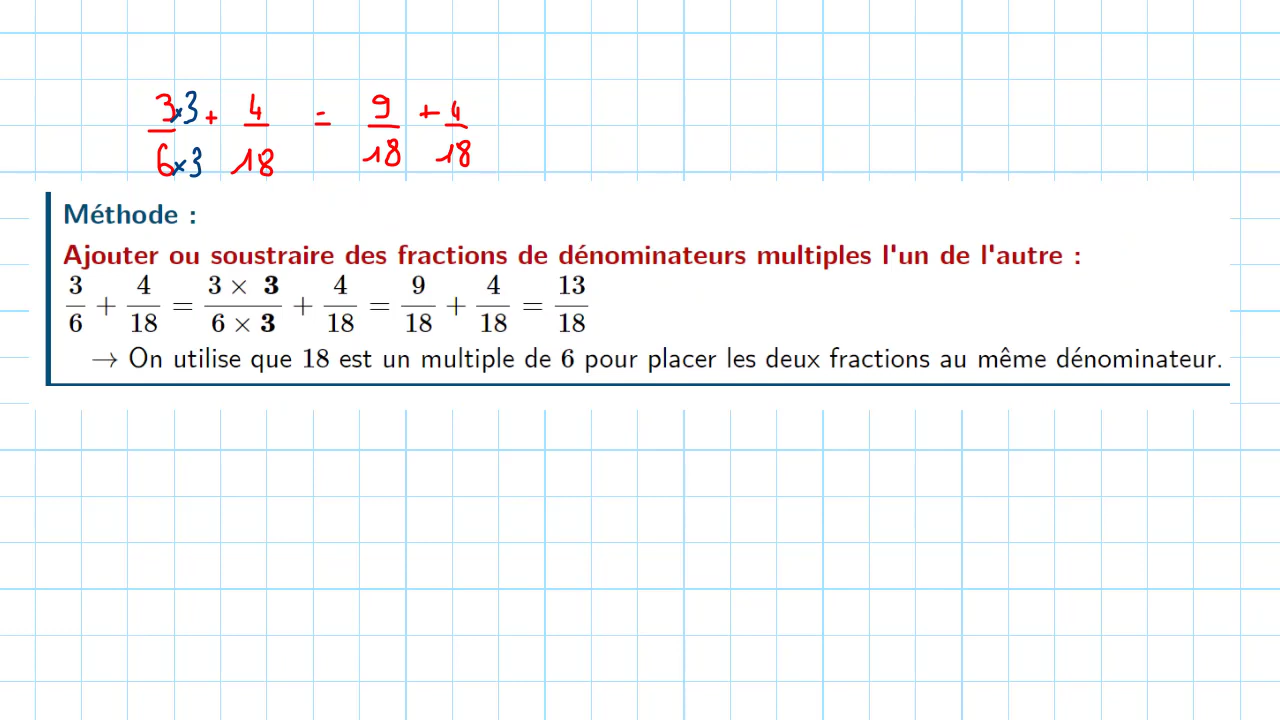 3×3/6×3 + 4/18 = 9/18 + 4/18
Méthode :
Ajouter ou soustraire des fractions de dénominateurs multiples l'un de l'autre :
3/6 + 4/18 = 3 × 3/6 × 3 + 4/18 = 9/18 + 4/18 = 13/18
→ On utilise que 18 est un multiple de 6 pour placer les deux fractions au même dénominateur.